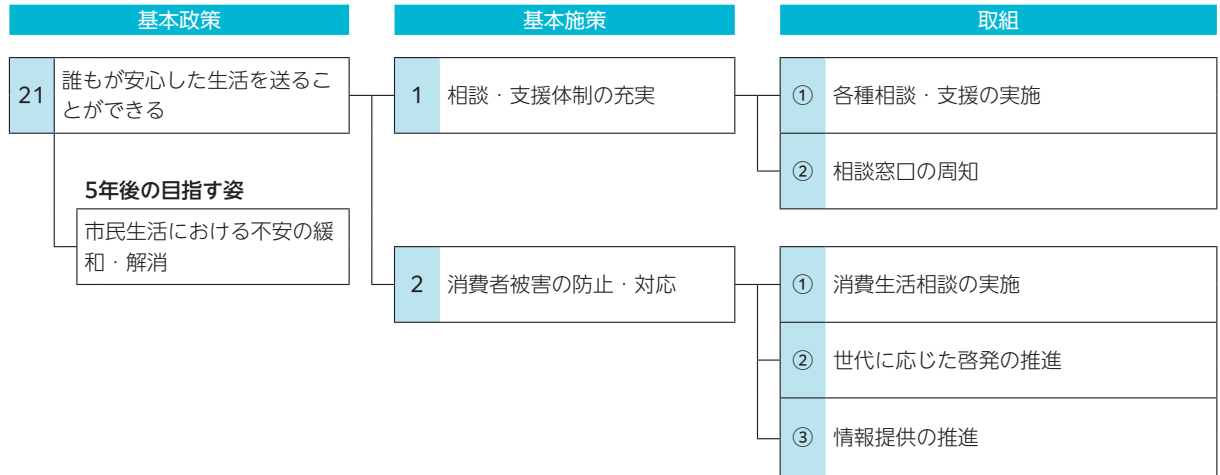 基本政策
基本施策
取組
21
誰もが安心した生活を送るこ
とができる
5年後の目指す姿
市民生活における不安の緩
和・解消
1
相談・支援体制の充実
①
各種相談・支援の実施
②
相談窓口の周知
2
消費者被害の防止・対応
①
消費生活相談の実施
②
世代に応じた啓発の推進
③
情報提供の推進